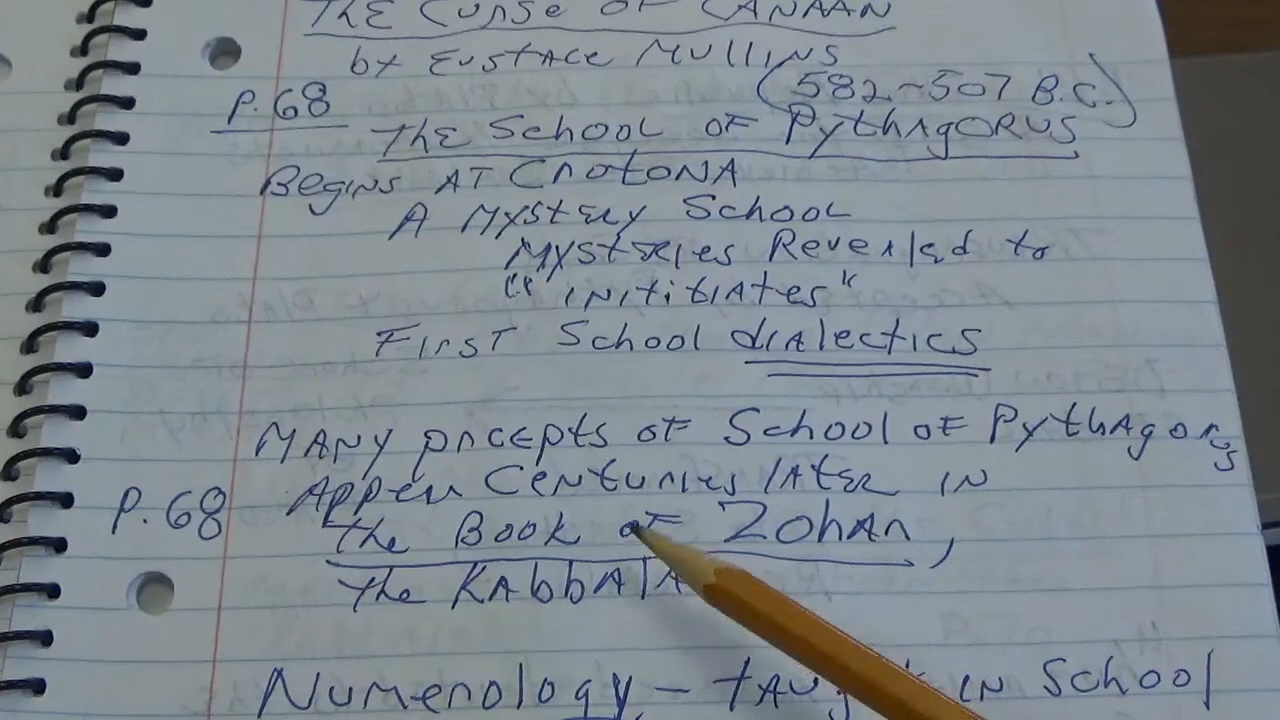 THE CURSE OF CANAAN
by EUSTACE MULLINS
(582-507 B.C.)
P.68
THE SCHOOL OF PYTHAGORUS
BEGINS AT CROTONA
A MYSTERY SCHOOL
MYSTERIES REVEALED to
"INITITIATES"
FIRST SCHOOL dIALECTICS
MANY PRCEPTS OF SCHOOL OF PYTHAGORUS
APPEAR CENTURIES LATER IN
P.68 the BOOK OF ZOHAR,
the KABBALA
NUMEROLOGY - IN SCHOOL